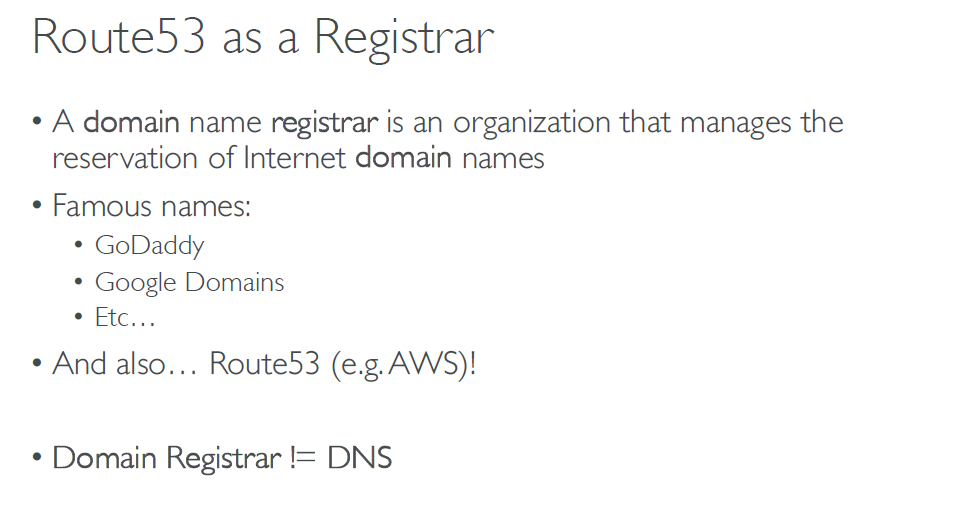 Route53 as a Registrar
• A domain name registrar is an organization that manages the
reservation of Internet domain names
• Famous names:
• GoDaddy
• Google Domains
• Etc…
• And also… Route53 (e.g. AWS)!
• Domain Registrar != DNS